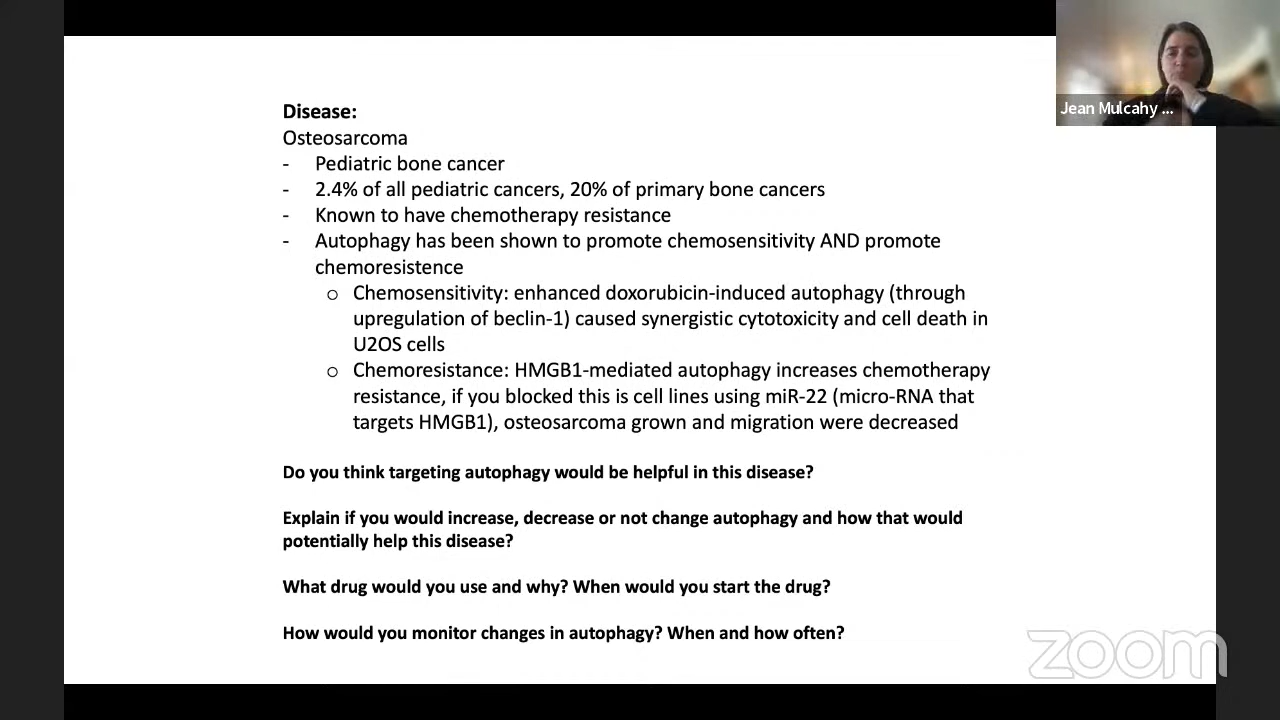 Disease:
Osteosarcoma
- Pediatric bone cancer
- 2.4% of all pediatric cancers, 20% of primary bone cancers
- Known to have chemotherapy resistance
- Autophagy has been shown to promote chemosensitivity AND promote
chemoresistence
o Chemosensitivity: enhanced doxorubicin-induced autophagy (through
upregulation of beclin-1) caused synergistic cytotoxicity and cell death in
U2OS cells
o Chemoresistance: HMGB1-mediated autophagy increases chemotherapy
resistance, if you blocked this is cell lines using miR-22 (micro-RNA that
targets HMGB1), osteosarcoma grown and migration were decreased
Do you think targeting autophagy would be helpful in this disease?
Explain if you would increase, decrease or not change autophagy and how that would
potentially help this disease?
What drug would you use and why? When would you start the drug?
How would you monitor changes in autophagy? When and how often?
Jean Mulcahy ...
zoom